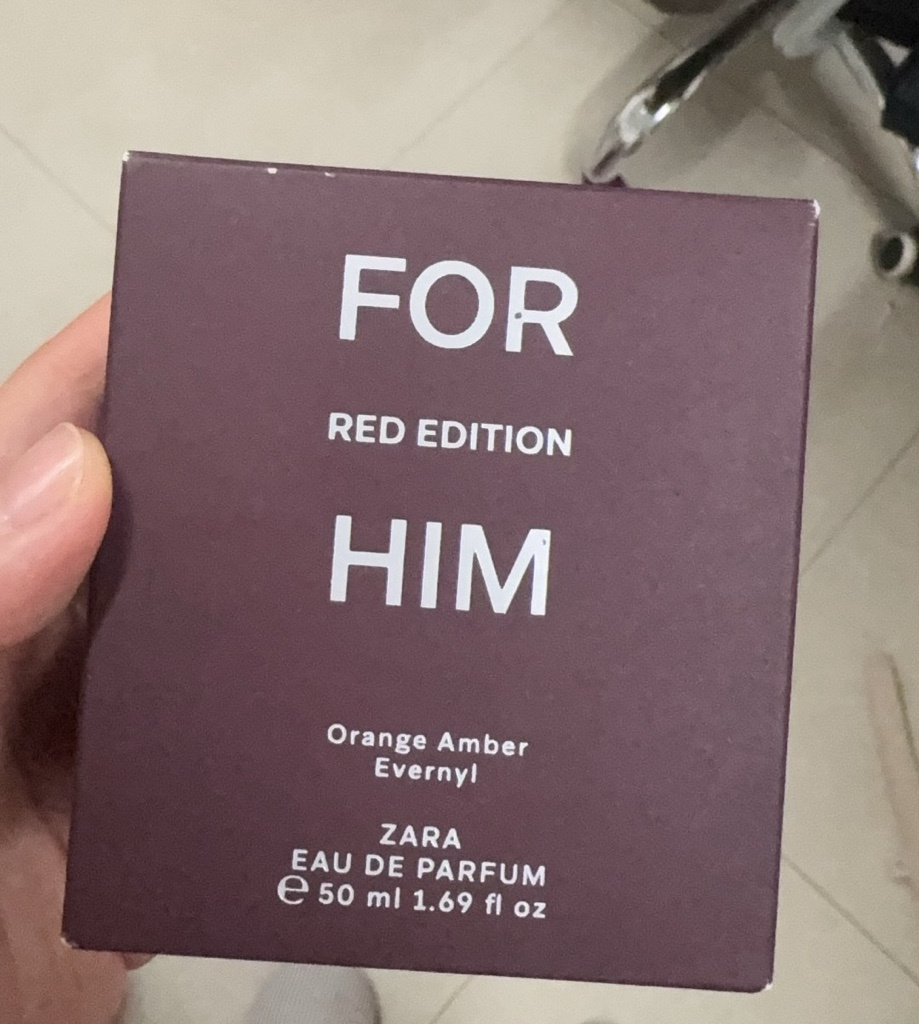 FOR
RED EDITION
HIM
Orange Amber
Evernyl
ZARA
EAU DE PARFUM
℮ 50 ml 1.69 fl oz